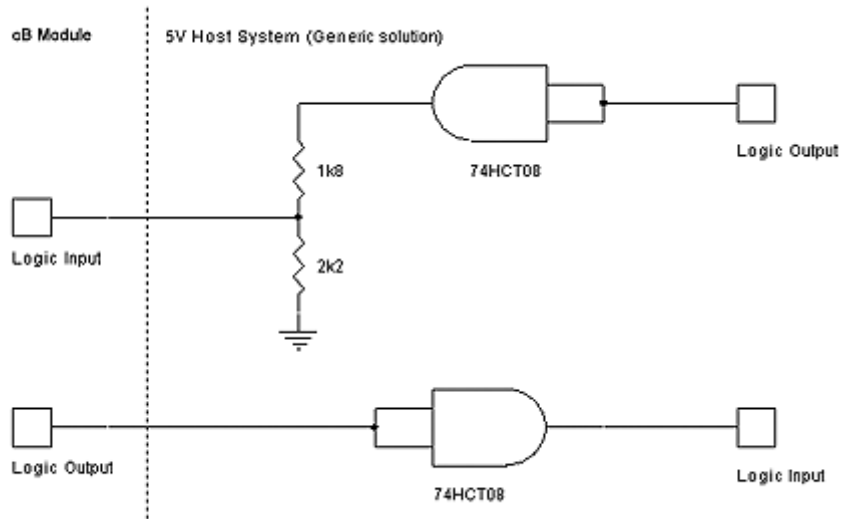 oB Module
5V Host System (Generic solution)
Logic Output
74HCT08
1k8
Logic Input
2k2
Logic Output
74HCT08
Logic Input